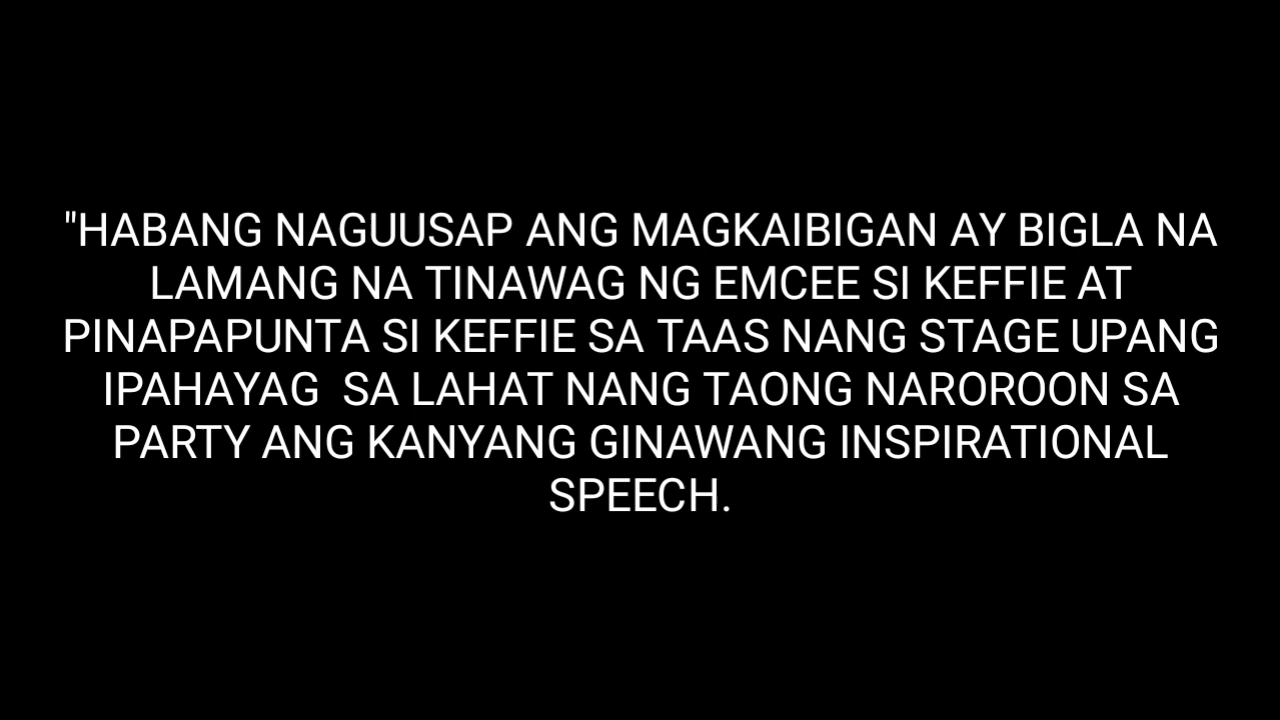 "HABANG NAGUUSAP ANG MAGKAIBIGAN AY BIGLA NA
LAMANG NA TINAWAG NG EMCEE SI KEFFIE AT
PINAPAPUNTA SI KEFFIE SA TAAS NANG STAGE UPANG
IPAHAYAG  SA LAHAT NANG TAONG NAROROON SA
PARTY ANG KANYANG GINAWANG INSPIRATIONAL
SPEECH.